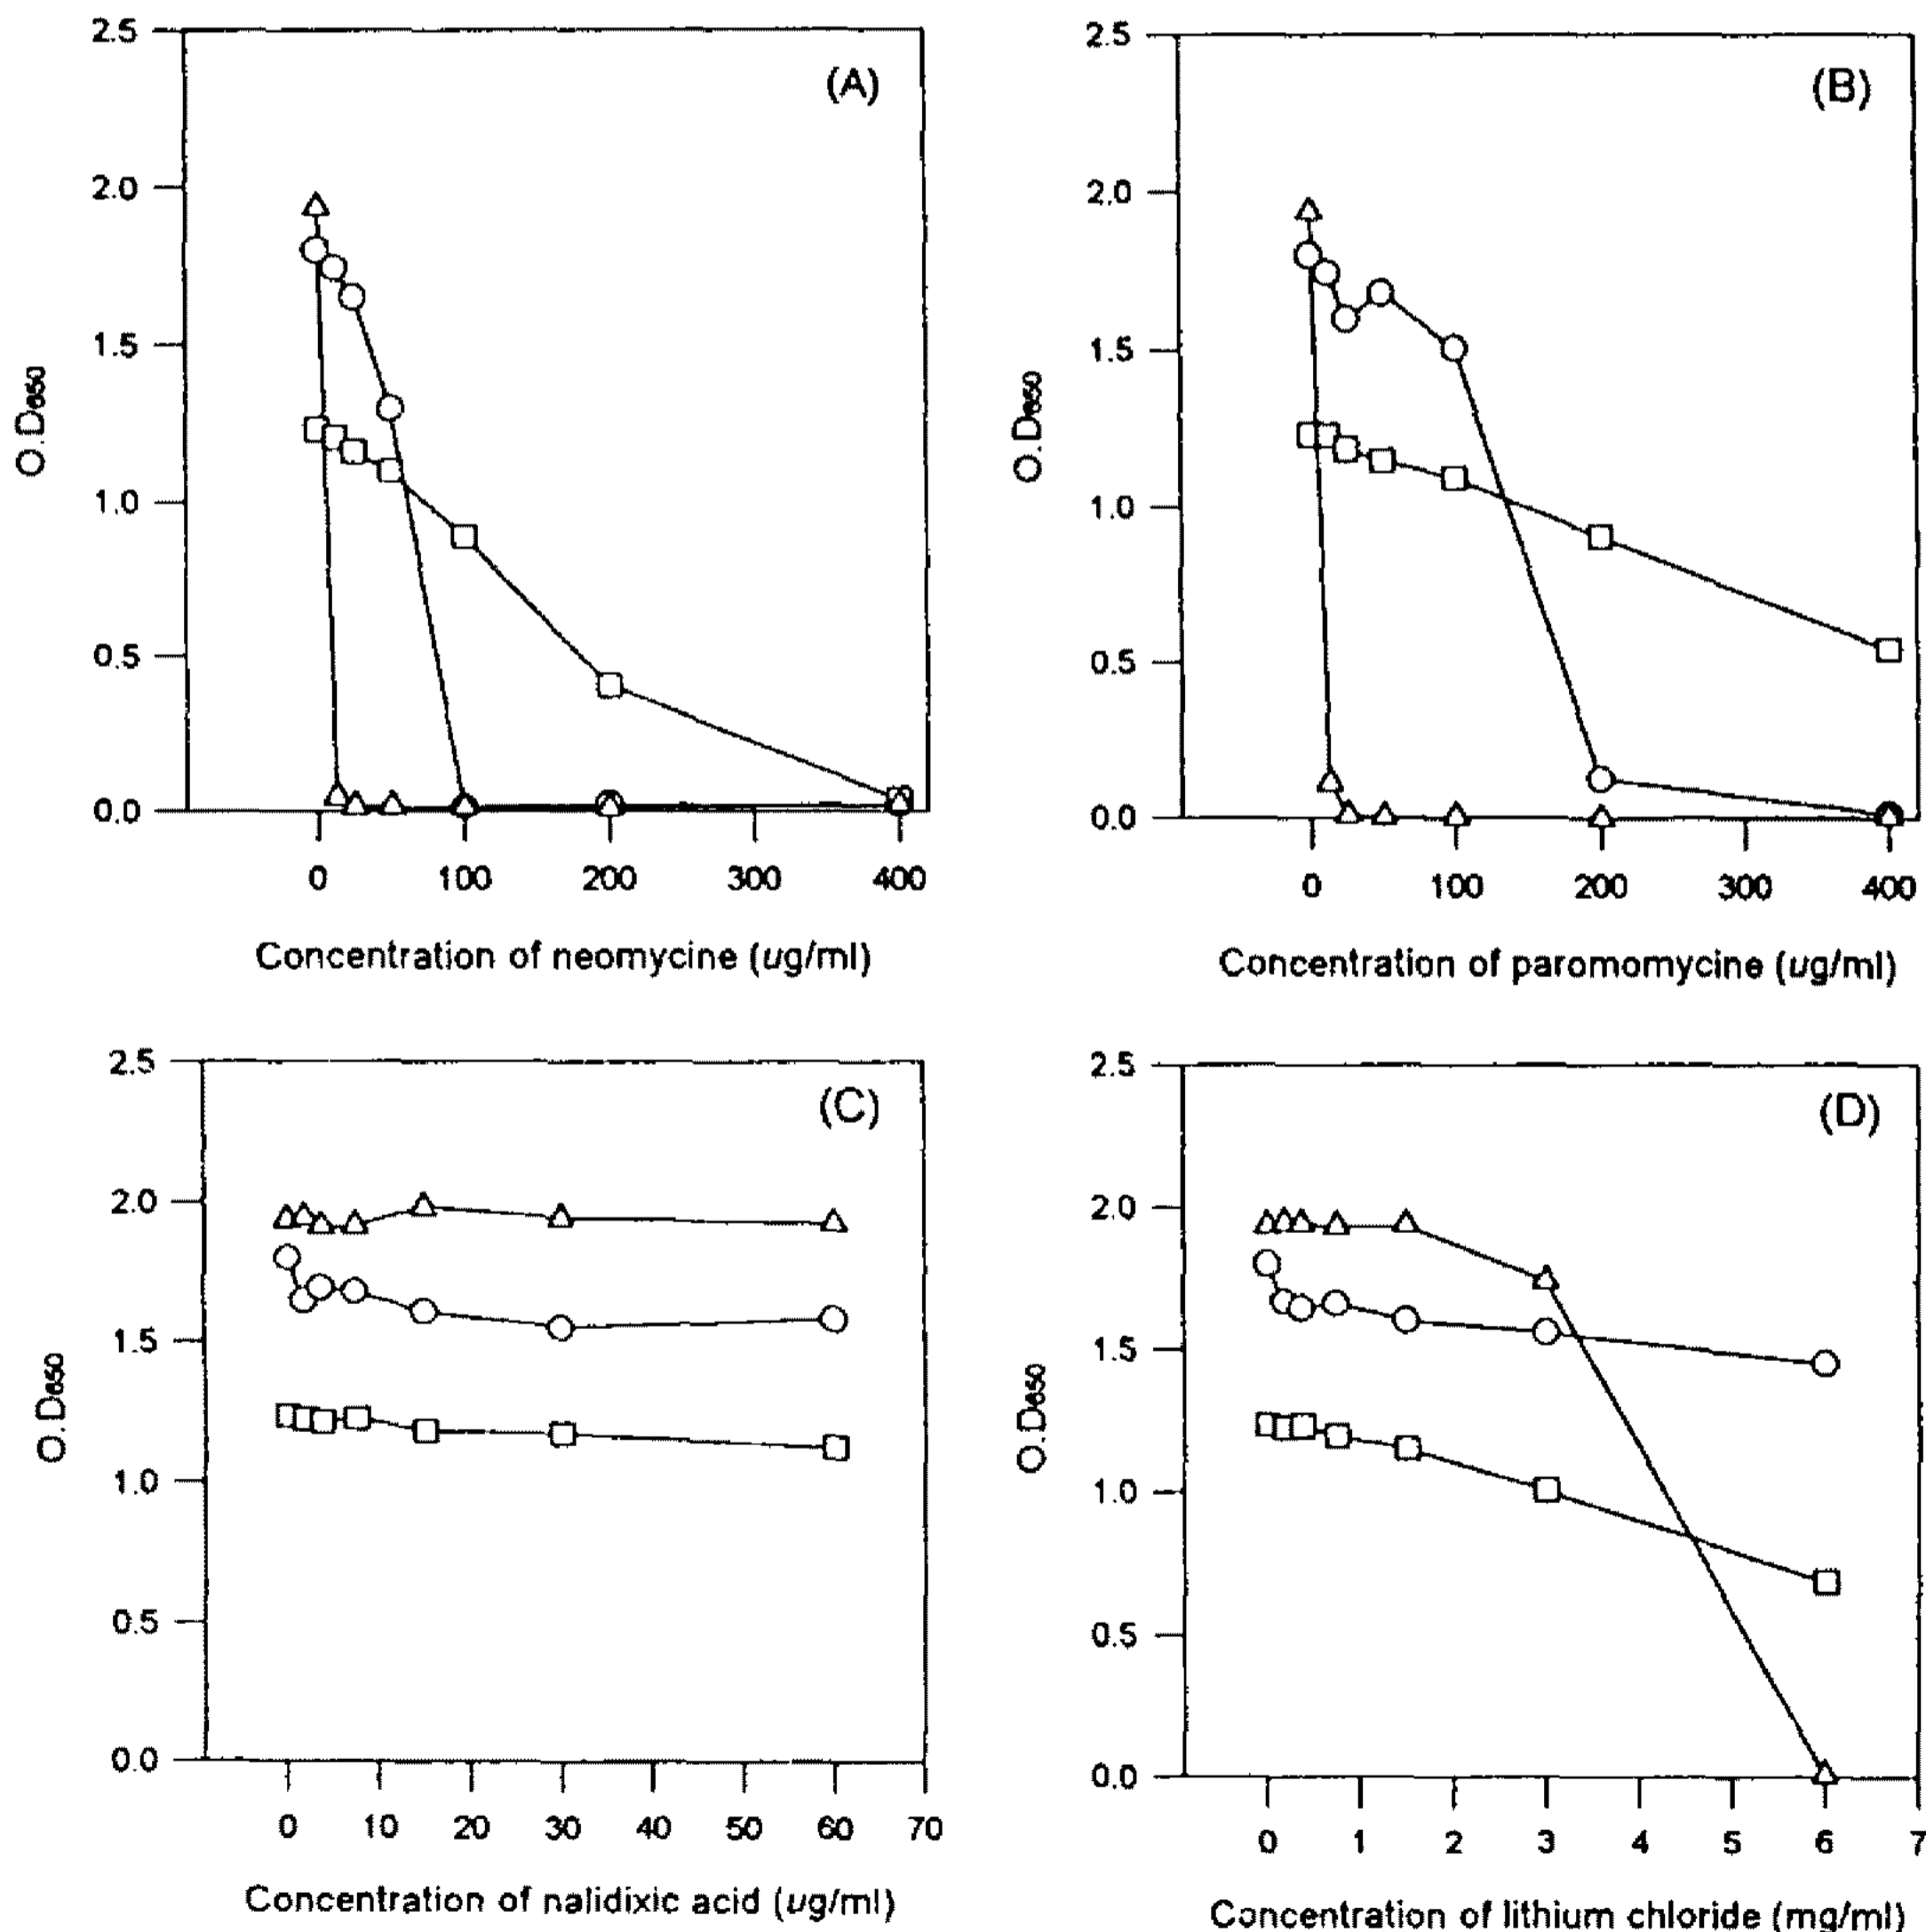 (A)
2.5
2.0
1.5
1.0
0.5
0.0
O.D650
0 100 200 300 400
Concentration of neomycine (ug/ml)
(B)
2.5
2.0
1.5
1.0
0.5
0.0
O.D650
0 100 200 300 400
Concentration of paromomycine (ug/ml)
(C)
2.5
2.0
1.5
1.0
0.5
0.0
O.D650
0 10 20 30 40 50 60 70
Concentration of nalidixic acid (ug/ml)
(D)
2.5
2.0
1.5
1.0
0.5
0.0
O.D650
0 1 2 3 4 5 6 7
Concentration of lithium chloride (mg/ml)